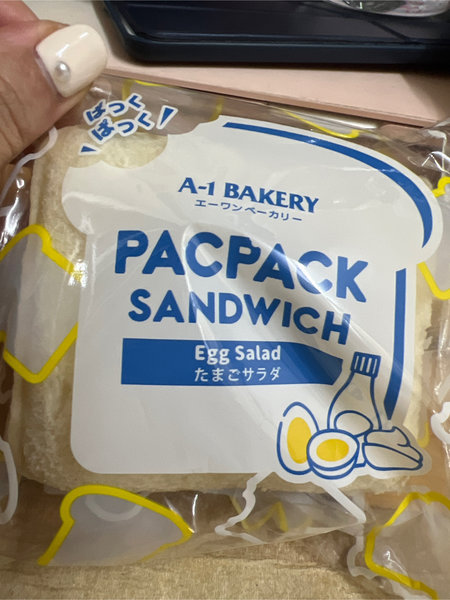 ぱっく
ぱっく!
A-1 BAKERY
エーワンベーカリー
PACPACK
SANDWICH
Egg Salad
たまごサラダ